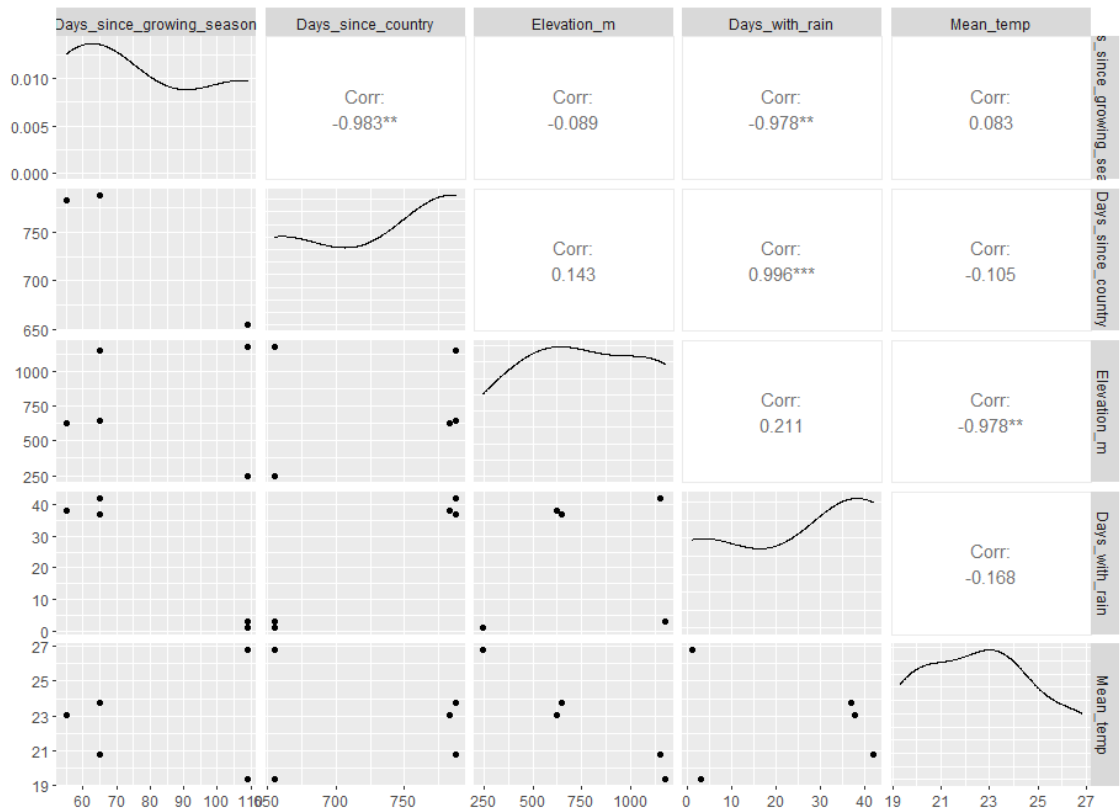 Days_since_growing_season
Days_since_country
Elevation_m
Days_with_rain
Mean_temp
0.010
0.005
0.000
Corr:
-0.983**
Corr:
-0.089
Corr:
-0.978**
Corr:
0.083
s_since_growing_sea
750
700
650
Corr:
0.143
Corr:
0.996***
Corr:
-0.105
Days_since_country
1000
750
500
250
Corr:
0.211
Corr:
-0.978**
Elevation_m
40
30
20
10
0
Corr:
-0.168
Days_with_rain
27
25
23
21
19
Mean_temp
60 70 80 90 100 110
650 700 750
250 500 750 1000
0 10 20 30 40
19 21 23 25 27